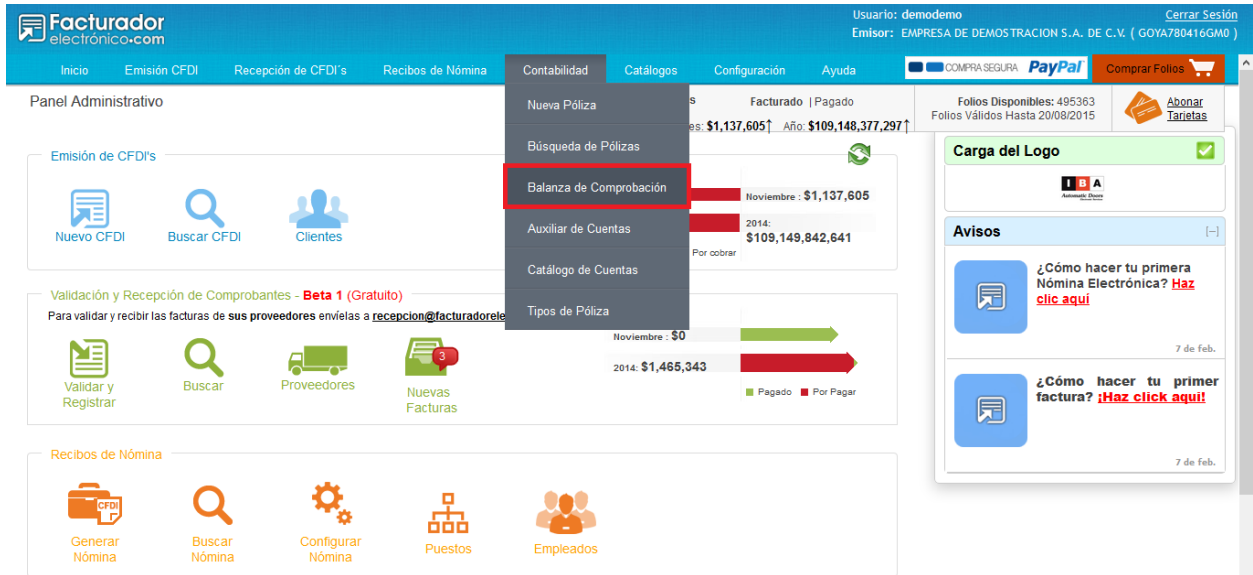 Facturador
electrónico.com
Usuario: demodemo
Cerrar Sesión
Emisor: EMPRESA DE DEMOSTRACION S.A. DE C.V. ( GOYA780416GM0 )
Inicio
Emisión CFDI
Recepción de CFDI´s
Recibos de Nómina
Contabilidad
Catálogos
Configuración
Ayuda
COMPRA SEGURA PayPal
Comprar Folios
Panel Administrativo
Nueva Póliza
Búsqueda de Pólizas
Balanza de Comprobación
Auxiliar de Cuentas
Catálogo de Cuentas
Tipos de Póliza
s Facturado | Pagado
es: $1,137,605↑ Año: $109,148,377,297↑
Folios Disponibles: 495363
Folios Válidos Hasta 20/08/2015
Abonar
Tarjetas
Emisión de CFDI's
Nuevo CFDI
Buscar CFDI
Clientes
Noviembre : $1,137,605
2014:
$109,149,842,641
Por cobrar
Validación y Recepción de Comprobantes - Beta 1 (Gratuito)
Para validar y recibir las facturas de sus proveedores envíelas a recepcion@facturadorele
Validar y
Registrar
Buscar
Proveedores
3
Nuevas
Facturas
Noviembre : $0
2014: $1,465,343
Pagado
Por Pagar
Recibos de Nómina
CFDI
Generar
Nómina
Buscar
Nómina
Configurar
Nómina
Puestos
Empleados
Carga del Logo
I B A
Automatic Doors
Avisos
[—]
¿Cómo hacer tu primera
Nómina Electrónica? Haz
clic aquí
7 de feb.
¿Cómo hacer tu primer
factura? ¡Haz click aqui!
7 de feb.